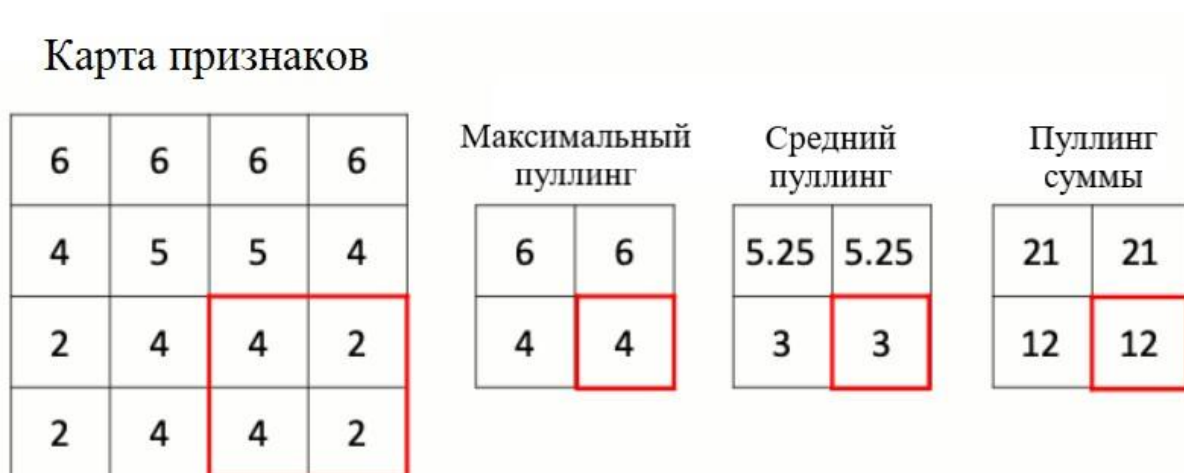 Карта признаков
6 6 6 6
4 5 5 4
2 4 4 2
2 4 4 2
Максимальный
пуллинг
6 6
4 4
Средний
пуллинг
5.25 5.25
3 3
Пуллинг
суммы
21 21
12 12